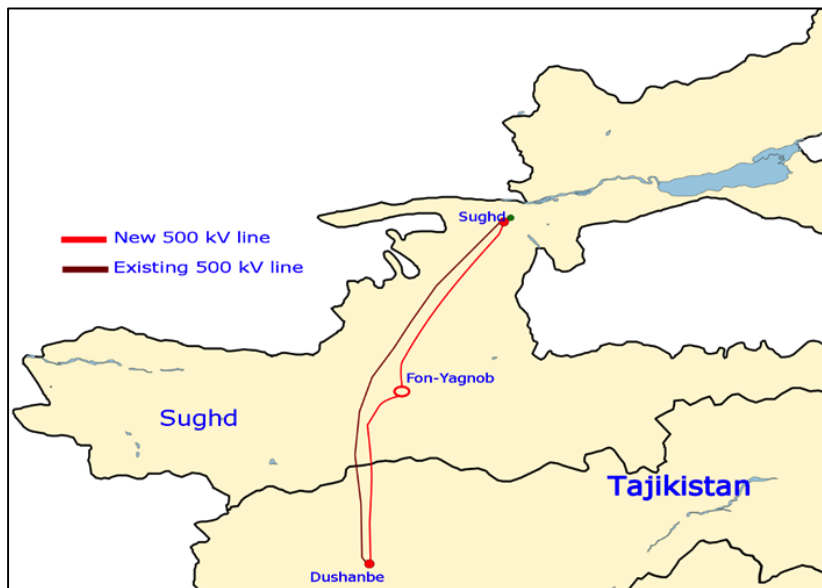 Sughd
New 500 kV line
Existing 500 kV line
Fon-Yagnob
Sughd
Tajikistan
Dushanbe